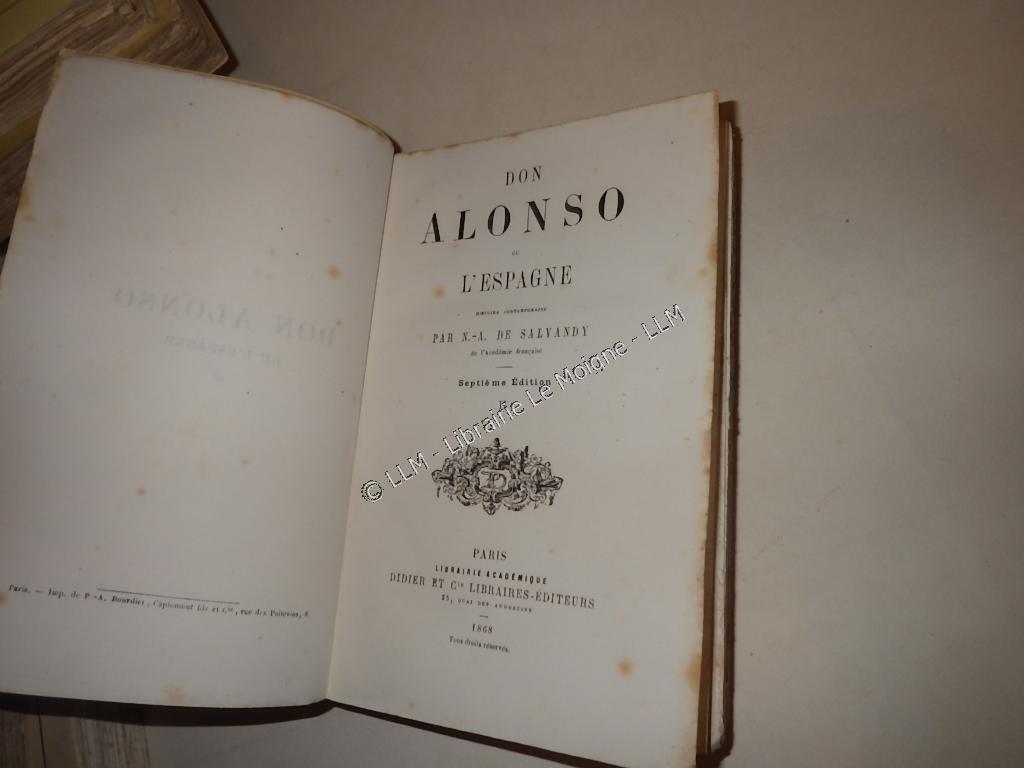 Paris. — Imp. de P.-A. Bourdier, Capiomont fils et Cie, rue des Poitevins, 6.
DON
ALONSO
OU
L'ESPAGNE
HISTOIRE CONTEMPORAINE
PAR N.-A. DE SALVANDY
de l'Académie française
Septième Édition
PARIS
LIBRAIRIE ACADÉMIQUE
DIDIER ET Cie LIBRAIRES-ÉDITEURS
35, QUAI DES AUGUSTINS
1868
Tous droits réservés.
© LLM - Librairie Le Moigne - LLM